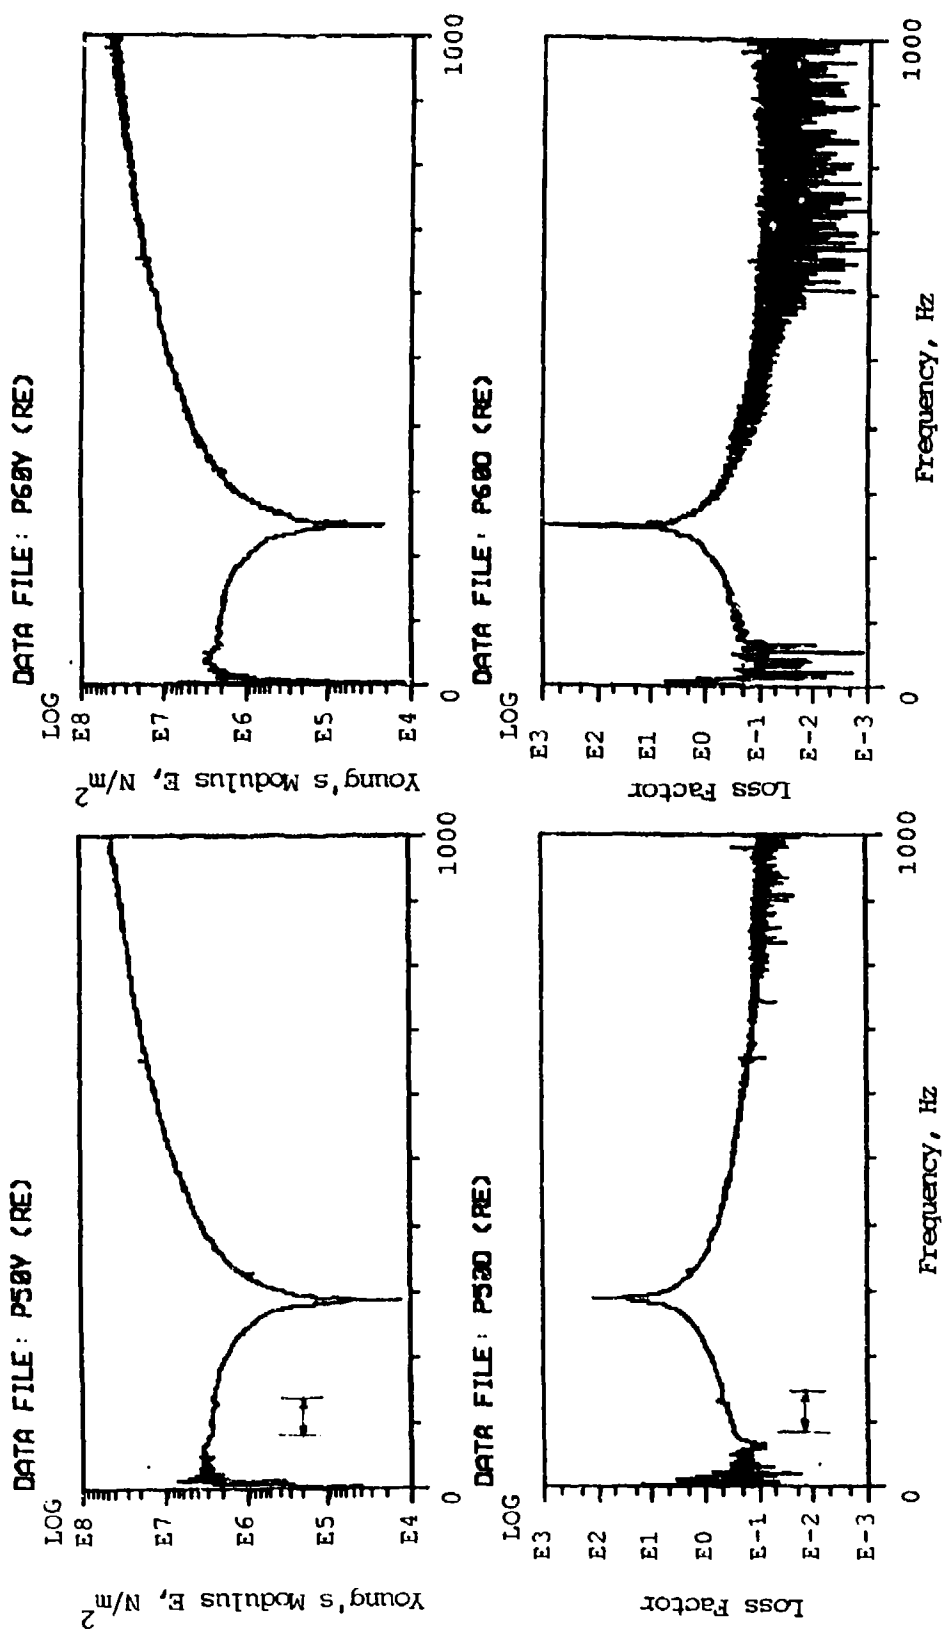 DATA FILE: P50Y (RE)
LOG
E8
E7
E6
E5
E4
Young's Modulus E, N/m2
0
1000
DATA FILE: P60Y (RE)
LOG
E8
E7
E6
E5
E4
Young's Modulus E, N/m2
0
1000
DATA FILE: P50D (RE)
LOG
E3
E2
E1
E0
E-1
E-2
E-3
Loss Factor
0
1000
Frequency, Hz
DATA FILE: P60D (RE)
LOG
E3
E2
E1
E0
E-1
E-2
E-3
Loss Factor
0
1000
Frequency, Hz